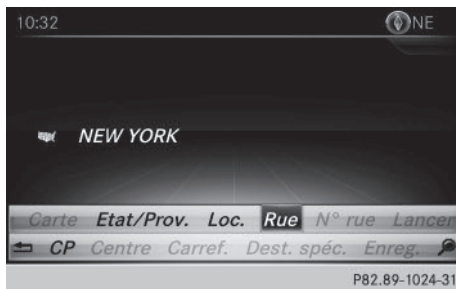 10:32 NE
NEW YORK
Carte Etat/Prov. Loc. Rue N° rue Lancer
CP Centre Carref. Dest. spéc. Enreg.
P82.89-1024-31